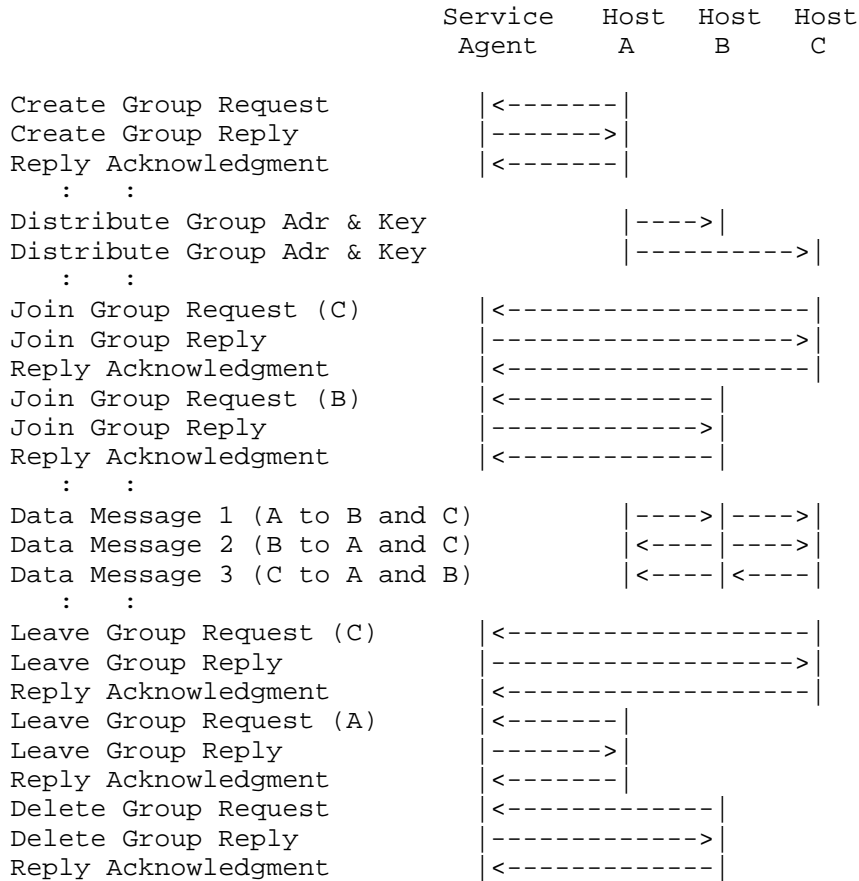 Service   Host  Host  Host
                       Agent     A     B     C

Create Group Request            |<-------|
Create Group Reply              |------->|
Reply Acknowledgment            |<-------|
   :   :
Distribute Group Adr & Key               |---->|
Distribute Group Adr & Key               |---------->|
   :   :
Join Group Request (C)          |<-------------------|
Join Group Reply                |------------------->|
Reply Acknowledgment            |<-------------------|
Join Group Request (B)          |<-------------|
Join Group Reply                |------------->|
Reply Acknowledgment            |<-------------|
   :   :
Data Message 1 (A to B and C)            |---->|---->|
Data Message 2 (B to A and C)            |<----|---->|
Data Message 3 (C to A and B)            |<----|<----|
   :   :
Leave Group Request (C)         |<-------------------|
Leave Group Reply               |------------------->|
Reply Acknowledgment            |<-------------------|
Leave Group Request (A)         |<-------|
Leave Group Reply               |------->|
Reply Acknowledgment            |<-------|
Delete Group Request            |<-------------|
Delete Group Reply              |------------->|
Reply Acknowledgment            |<-------------|